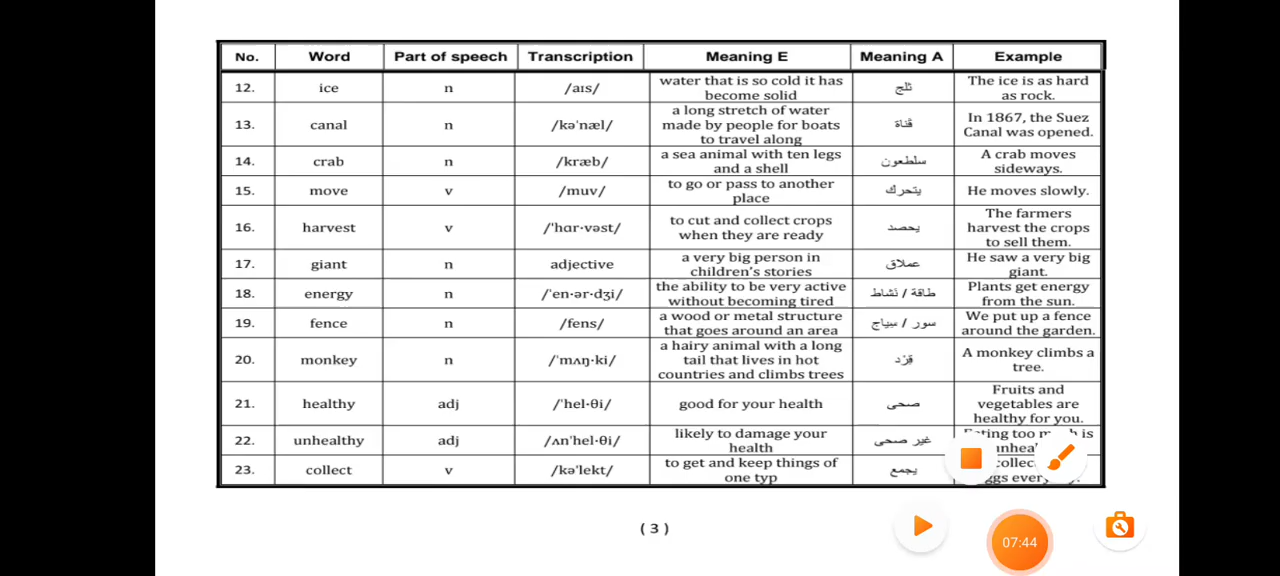 No. Word Part of speech Transcription Meaning E Meaning A Example
12. ice n /aɪs/ water that is so cold it has become solid ثلج The ice is as hard as rock.
13. canal n /kəˈnæl/ a long stretch of water made by people for boats to travel along قناة In 1867, the Suez Canal was opened.
14. crab n /kræb/ a sea animal with ten legs and a shell سلطعون A crab moves sideways.
15. move v /muv/ to go or pass to another place يتحرك He moves slowly.
16. harvest v /ˈhɑr·vəst/ to cut and collect crops when they are ready يحصد The farmers harvest the crops to sell them.
17. giant n adjective a very big person in children's stories عملاق He saw a very big giant.
18. energy n /ˈen·ər·dʒi/ the ability to be very active without becoming tired طاقة / نَشاط Plants get energy from the sun.
19. fence n /fens/ a wood or metal structure that goes around an area سور / سِياج We put up a fence around the garden.
20. monkey n /ˈmʌŋ·ki/ a hairy animal with a long tail that lives in hot countries and climbs trees قِرْد A monkey climbs a tree.
21. healthy adj /ˈhel·θi/ good for your health صحى Fruits and vegetables are healthy for you.
22. unhealthy adj /ʌnˈhel·θi/ likely to damage your health غير صحى too is
23. collect v /kəˈlekt/ to get and keep things of one typ يجمع
( 3 )
07:44